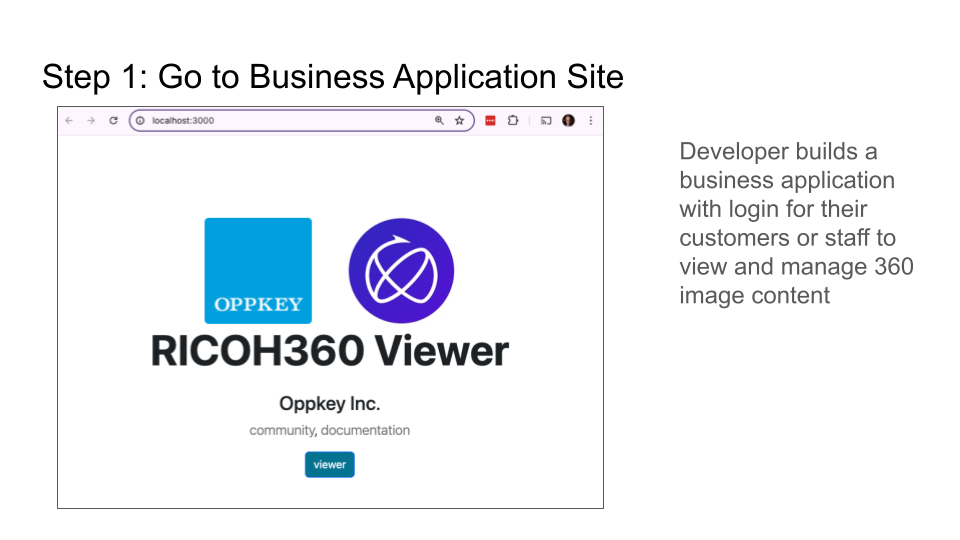 Step 1: Go to Business Application Site
localhost:3000
OPPKEY
RICOH360 Viewer
Oppkey Inc.
community, documentation
viewer
Developer builds a
business application
with login for their
customers or staff to
view and manage 360
image content